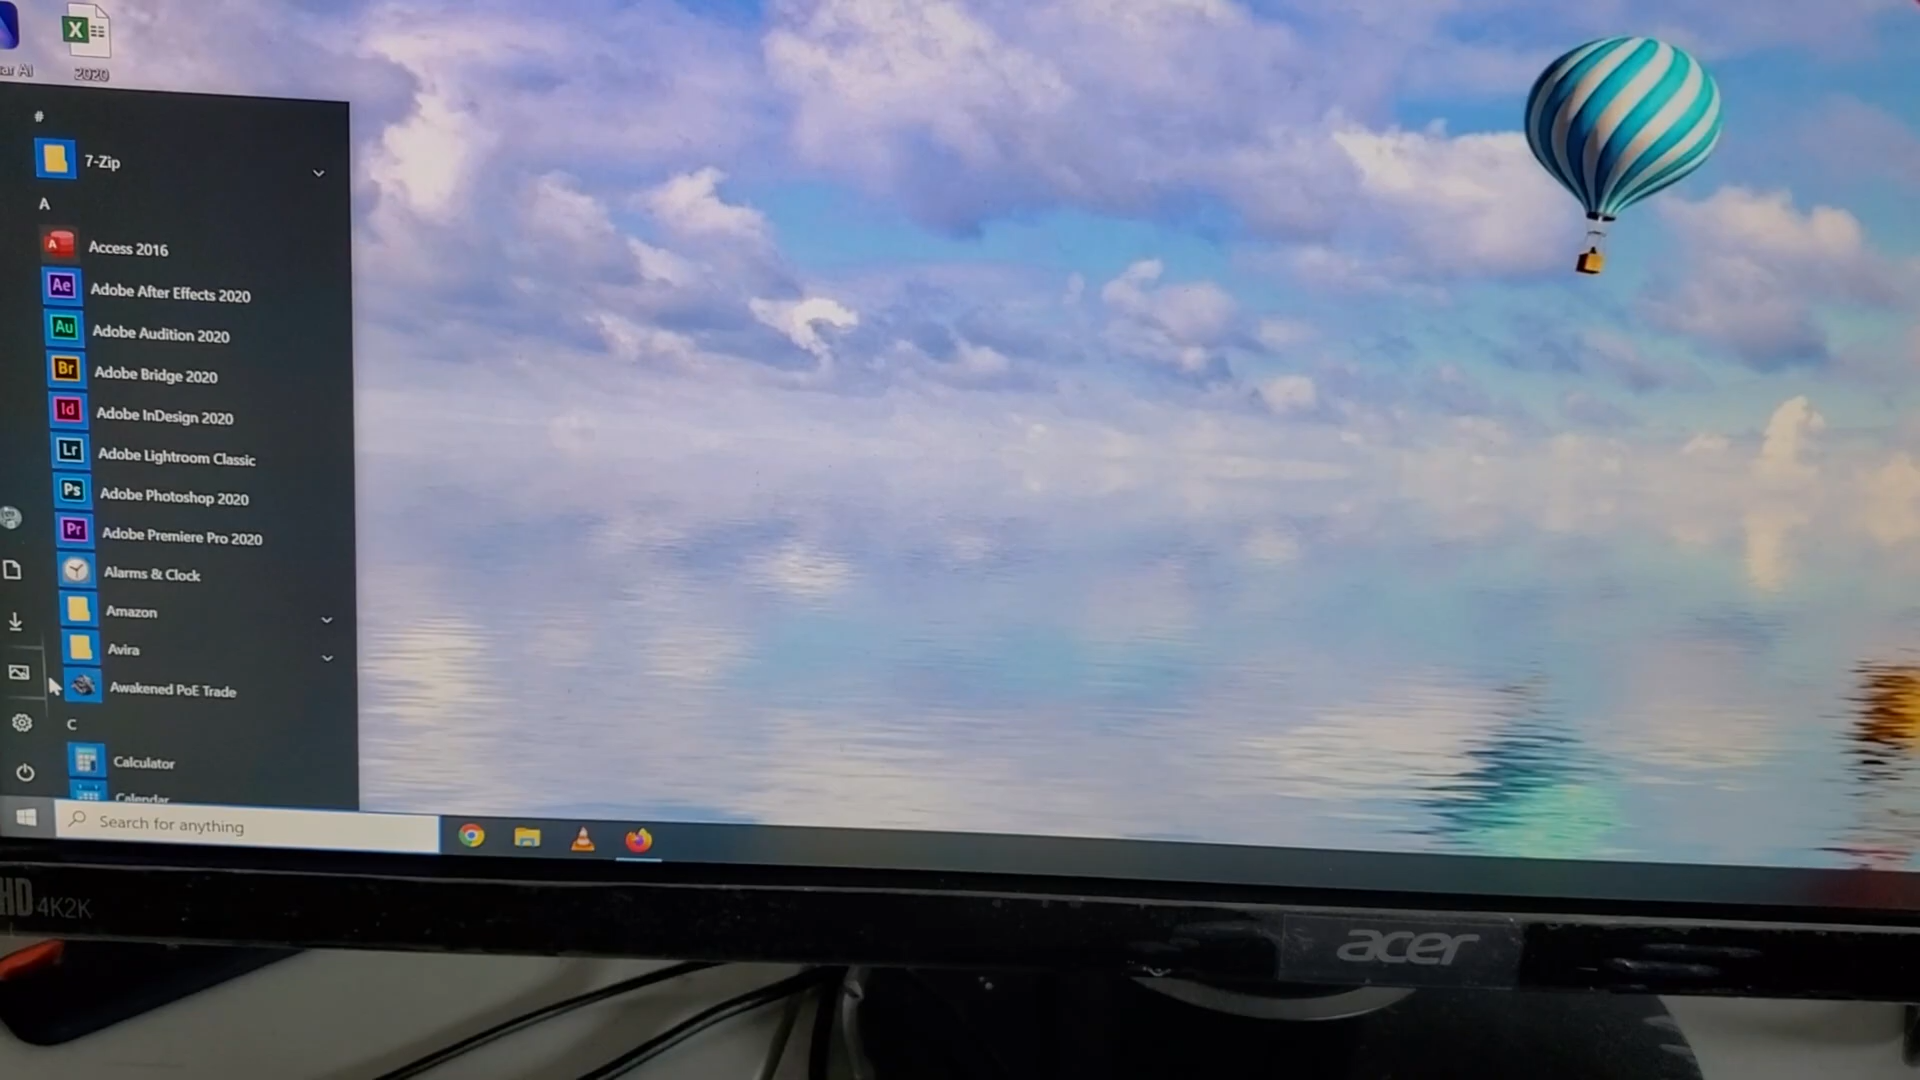 2020
#
7-Zip
A
Access 2016
Ae Adobe After Effects 2020
Au Adobe Audition 2020
Br Adobe Bridge 2020
Id Adobe InDesign 2020
Lr Adobe Lightroom Classic
Ps Adobe Photoshop 2020
Pr Adobe Premiere Pro 2020
Alarms & Clock
Amazon
Avira
Awakened PoE Trade
C
Calculator
Calendar
Search for anything
HD 4K2K
acer